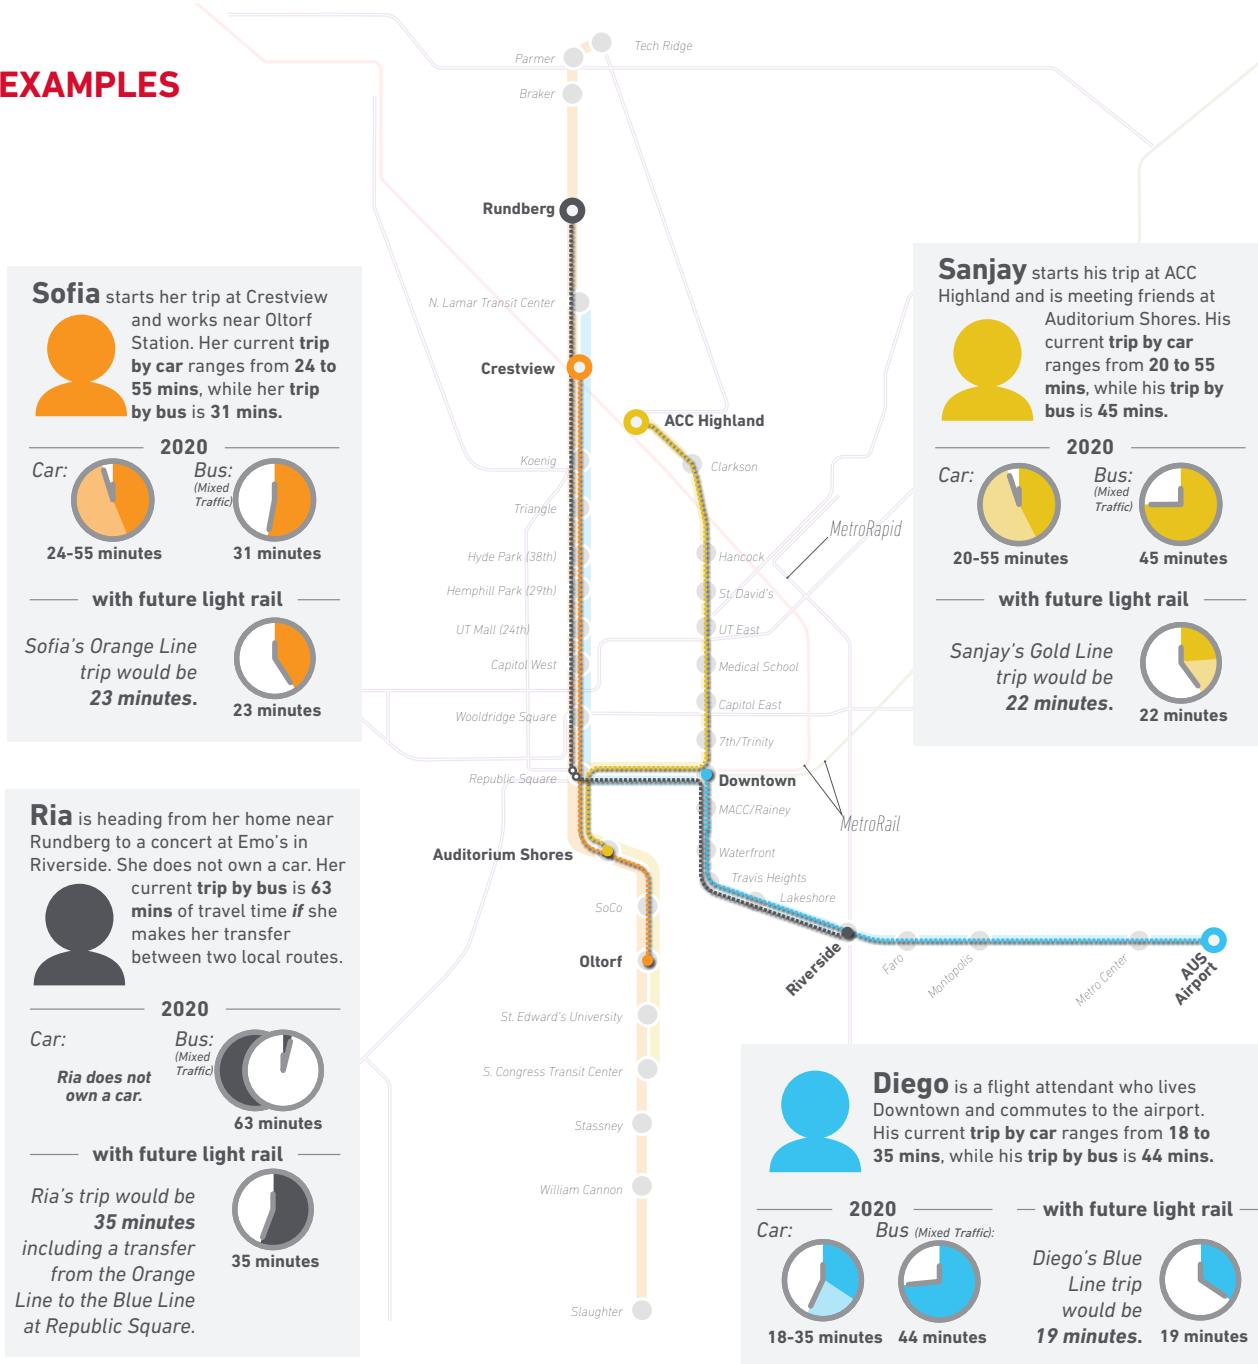 EXAMPLES
Tech Ridge
Parmer
Braker
Rundberg
N. Lamar Transit Center
Crestview
ACC Highland
Koenig
Clarkson
Triangle
MetroRapid
Hyde Park (38th)
Hancock
Hemphill Park (29th)
St. David's
UT Mall (24th)
UT East
Capitol West
Medical School
Capitol East
Wooldridge Square
7th/Trinity
Republic Square
Downtown
MACC/Rainey
MetroRail
Auditorium Shores
Waterfront
Travis Heights
Lakeshore
SoCo
Oltorf
Riverside
Faro
Montopolis
Metro Center
AUS
Airport
St. Edward's University
S. Congress Transit Center
Stassney
William Cannon
Slaughter
Sofia starts her trip at Crestview
and works near Oltorf
Station. Her current trip
by car ranges from 24 to
55 mins, while her trip
by bus is 31 mins.
2020
Car:
Bus:
(Mixed
Traffic)
24-55 minutes
31 minutes
with future light rail
Sofia's Orange Line
trip would be
23 minutes.
23 minutes
Sanjay starts his trip at ACC
Highland and is meeting friends at
Auditorium Shores. His
current trip by car
ranges from 20 to 55
mins, while his trip by
bus is 45 mins.
2020
Car:
Bus:
(Mixed
Traffic)
20-55 minutes
45 minutes
with future light rail
Sanjay's Gold Line
trip would be
22 minutes.
22 minutes
Ria is heading from her home near
Rundberg to a concert at Emo's in
Riverside. She does not own a car. Her
current trip by bus is 63
mins of travel time if she
makes her transfer
between two local routes.
2020
Car:
Bus:
(Mixed
Traffic)
Ria does not
own a car.
63 minutes
with future light rail
Ria's trip would be
35 minutes
including a transfer
from the Orange
Line to the Blue Line
at Republic Square.
35 minutes
Diego is a flight attendant who lives
Downtown and commutes to the airport.
His current trip by car ranges from 18 to
35 mins, while his trip by bus is 44 mins.
2020
Car:
Bus (Mixed Traffic):
18-35 minutes
44 minutes
with future light rail
Diego's Blue
Line trip
would be
19 minutes.
19 minutes